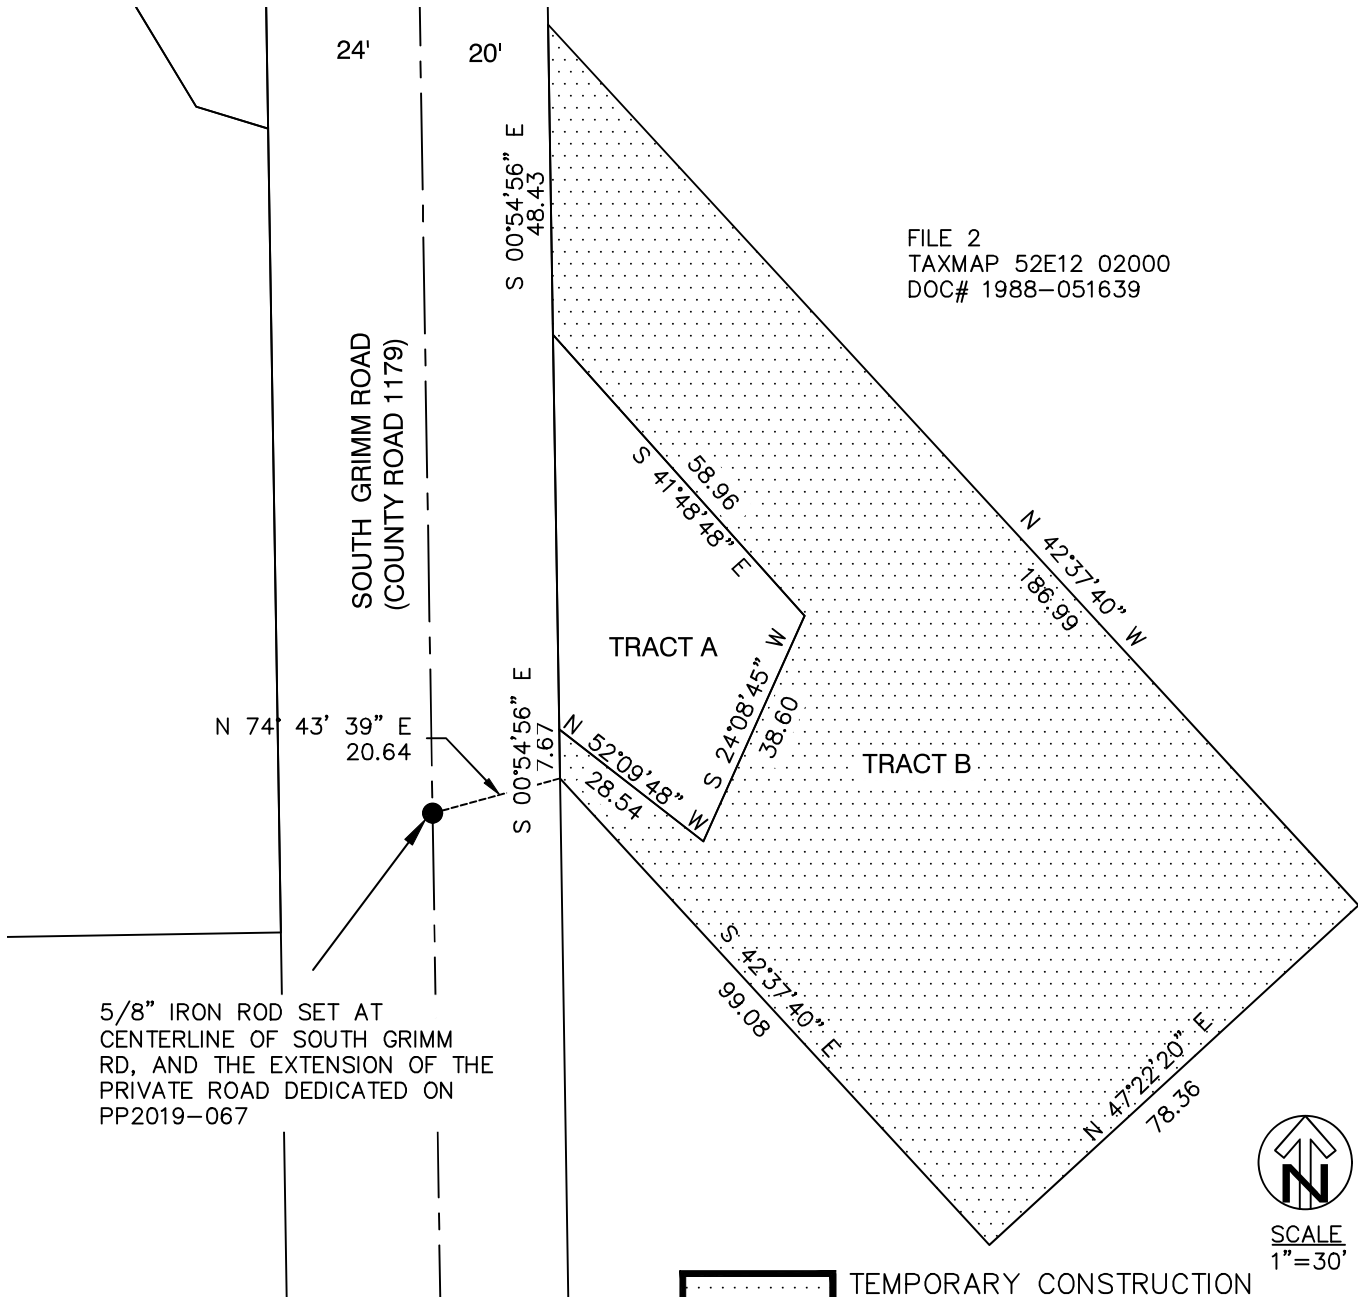 24'
20'
S 00°54'56" E
48.43
FILE 2
TAXMAP 52E12 02000
DOC# 1988-051639
SOUTH GRIMM ROAD
(COUNTY ROAD 1179)
58.96
S 41°48'48" E
N 42°37'40" W
186.99
TRACT A
S 24°08'45" W
38.60
N 74° 43' 39" E
20.64
S 00°54'56" E
7.67
N 52°09'48" W
28.54
TRACT B
S 42°37'40" E
99.08
5/8" IRON ROD SET AT
CENTERLINE OF SOUTH GRIMM
RD, AND THE EXTENSION OF THE
PRIVATE ROAD DEDICATED ON
PP2019-067
N 47°22'20" E
78.36
N
SCALE
1"=30'
TEMPORARY CONSTRUCTION